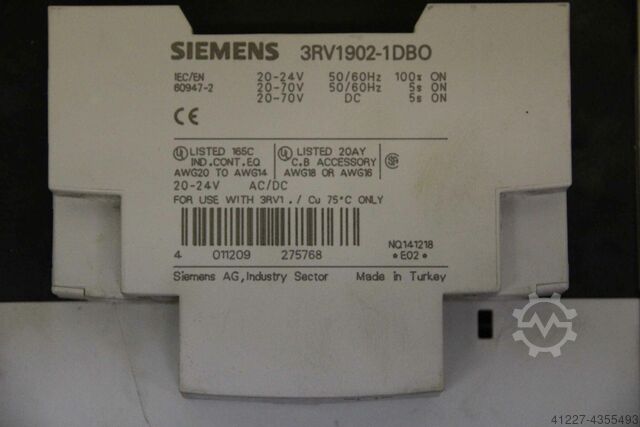 SIEMENS 3RV1902-1DBO
IEC/EN 20-24V 50/60Hz 100% ON
60947-2 20-70V 50/60Hz 5s ON
20-70V DC 5s ON
CE
UL LISTED 165C UL LISTED 20AY SA
IND.CONT.EQ C.B ACCESSORY
AWG20 TO AWG14 AWG18 OR AWG16
20-24V AC/DC
FOR USE WITH 3RV1 . / Cu 75°C ONLY
4 011209 275768
NQ141218
*E02*
Siemens AG,Industry Sector Made in Turkey
41227-4355493